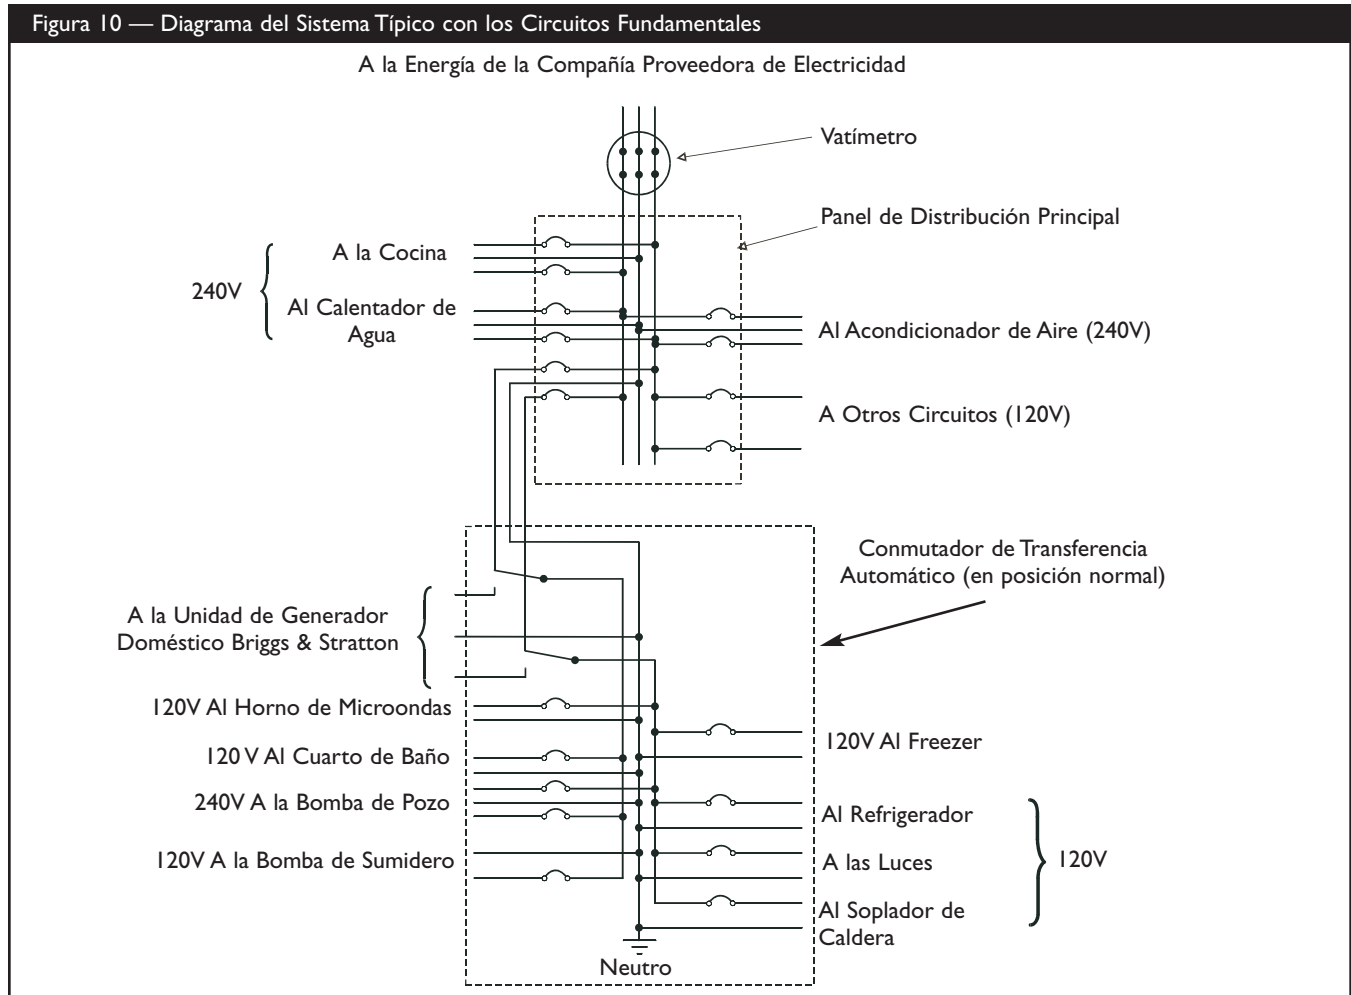 Figura 10 — Diagrama del Sistema Típico con los Circuitos Fundamentales
A la Energía de la Compañía Proveedora de Electricidad
Vatímetro
Panel de Distribución Principal
A la Cocina
240V
Al Calentador de
Agua
Al Acondicionador de Aire (240V)
A Otros Circuitos (120V)
Conmutador de Transferencia
Automático (en posición normal)
A la Unidad de Generador
Doméstico Briggs & Stratton
120V Al Horno de Microondas
120V Al Freezer
120 V Al Cuarto de Baño
240V A la Bomba de Pozo
Al Refrigerador
120V A la Bomba de Sumidero
A las Luces
120V
Al Soplador de
Caldera
Neutro